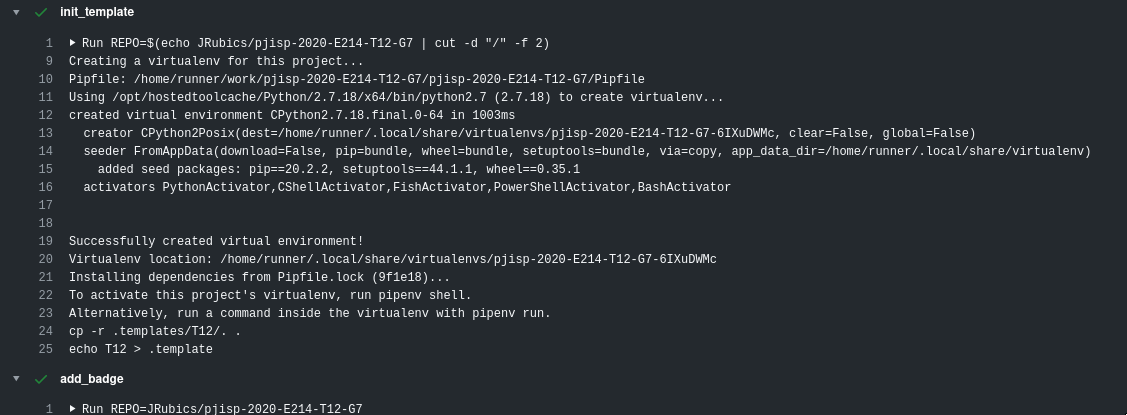 init_template
1 Run REPO=$(echo JRubics/pjisp-2020-E214-T12-G7 | cut -d "/" -f 2)
9 Creating a virtualenv for this project...
10 Pipfile: /home/runner/work/pjisp-2020-E214-T12-G7/pjisp-2020-E214-T12-G7/Pipfile
11 Using /opt/hostedtoolcache/Python/2.7.18/x64/bin/python2.7 (2.7.18) to create virtualenv...
12 created virtual environment CPython2.7.18.final.0-64 in 1003ms
13 creator CPython2Posix(dest=/home/runner/.local/share/virtualenvs/pjisp-2020-E214-T12-G7-6IXuDWMc, clear=False, global=False)
14 seeder FromAppData(download=False, pip=bundle, wheel=bundle, setuptools=bundle, via=copy, app_data_dir=/home/runner/.local/share/virtualenv)
15 added seed packages: pip==20.2.2, setuptools==44.1.1, wheel==0.35.1
16 activators PythonActivator,CShellActivator,FishActivator,PowerShellActivator,BashActivator
17
18
19 Successfully created virtual environment!
20 Virtualenv location: /home/runner/.local/share/virtualenvs/pjisp-2020-E214-T12-G7-6IXuDWMc
21 Installing dependencies from Pipfile.lock (9f1e18)...
22 To activate this project's virtualenv, run pipenv shell.
23 Alternatively, run a command inside the virtualenv with pipenv run.
24 cp -r .templates/T12/. .
25 echo T12 > .template
add_badge
1 Run REPO=JRubics/pjisp-2020-E214-T12-G7